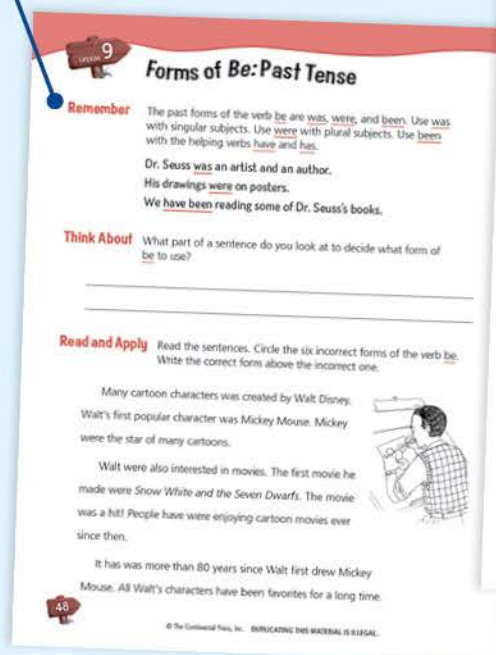 Lesson 9
Forms of Be: Past Tense
Remember The past forms of the verb be are was, were, and been. Use was
with singular subjects. Use were with plural subjects. Use been
with the helping verbs have and has.
Dr. Seuss was an artist and an author.
His drawings were on posters.
We have been reading some of Dr. Seuss's books.
Think About What part of a sentence do you look at to decide what form of
be to use?
Read and Apply Read the sentences. Circle the six incorrect forms of the verb be.
Write the correct form above the incorrect one.
Many cartoon characters was created by Walt Disney.
Walt's first popular character was Mickey Mouse. Mickey
were the star of many cartoons.
Walt were also interested in movies. The first movie he
made were Snow White and the Seven Dwarfs. The movie
was a hit! People have were enjoying cartoon movies ever
since then.
It has was more than 80 years since Walt first drew Mickey
Mouse. All Walt's characters have been favorites for a long time.
48
© The Continental Press, Inc. DUPLICATING THIS MATERIAL IS ILLEGAL.